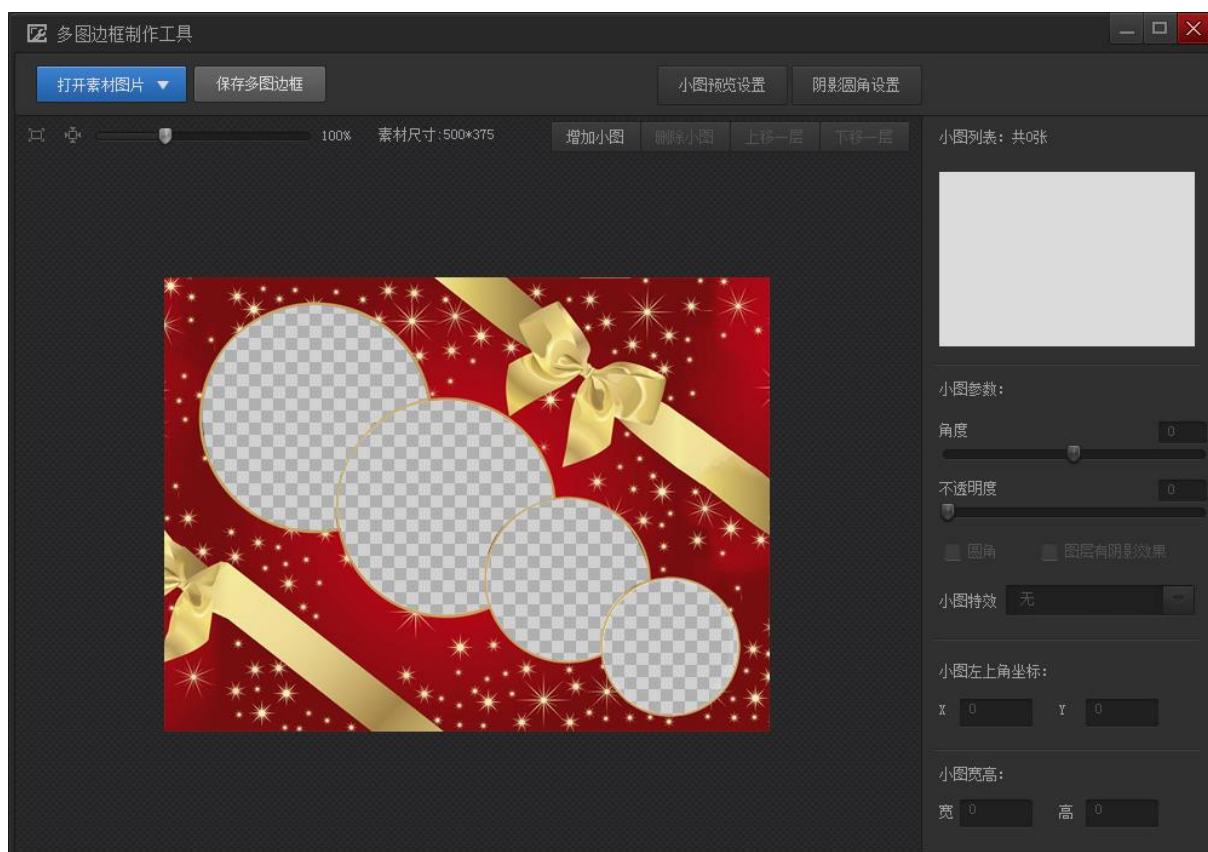 多图边框制作工具
打开素材图片 保存多图边框 小图预览设置 阴影圆角设置
100% 素材尺寸:500*375 增加小图 删除小图 上移一层 下移一层
小图列表：共0张
小图参数：
角度 0
不透明度 0
圆角 图层有阴影效果
小图特效 无
小图左上角坐标：
X 0 Y 0
小图宽高：
宽 0 高 0